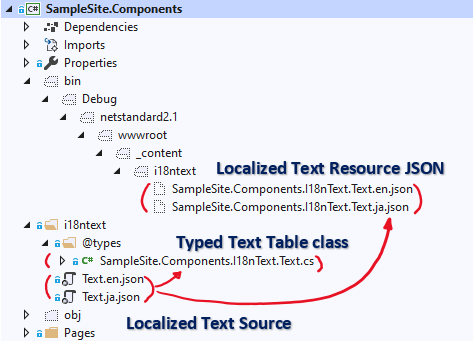 C# SampleSite.Components
Dependencies
Imports
Properties
bin
Debug
netstandard2.1
wwwroot
_content
i18ntext
Localized Text Resource JSON
SampleSite.Components.I18nText.Text.en.json
SampleSite.Components.I18nText.Text.ja.json
i18ntext
@types
Typed Text Table class
C# SampleSite.Components.I18nText.Text.cs
Text.en.json
Text.ja.json
Localized Text Source
obj
Pages